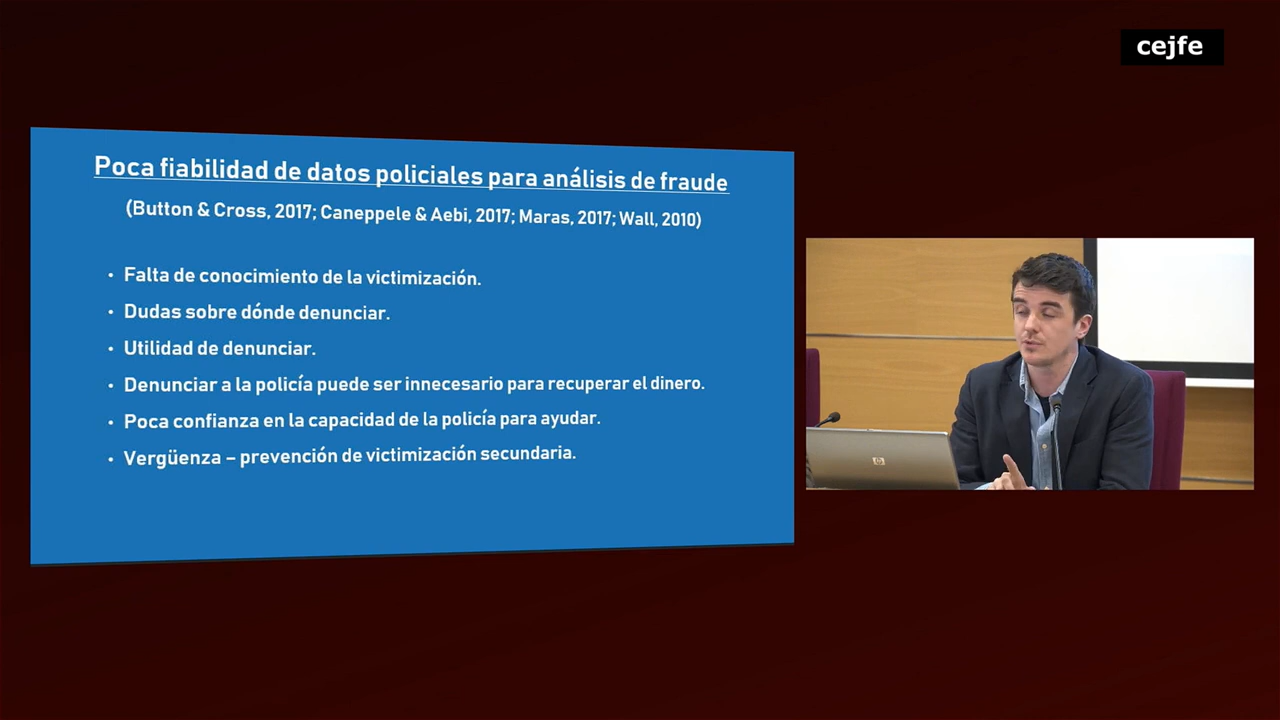 cejfe
Poca fiabilidad de datos policiales para análisis de fraude
(Button & Cross, 2017; Caneppele & Aebi, 2017; Maras, 2017; Wall, 2010)
• Falta de conocimiento de la victimización.
• Dudas sobre dónde denunciar.
• Utilidad de denunciar.
• Denunciar a la policía puede ser innecesario para recuperar el dinero.
• Poca confianza en la capacidad de la policía para ayudar.
• Vergüenza – prevención de victimización secundaria.
hp